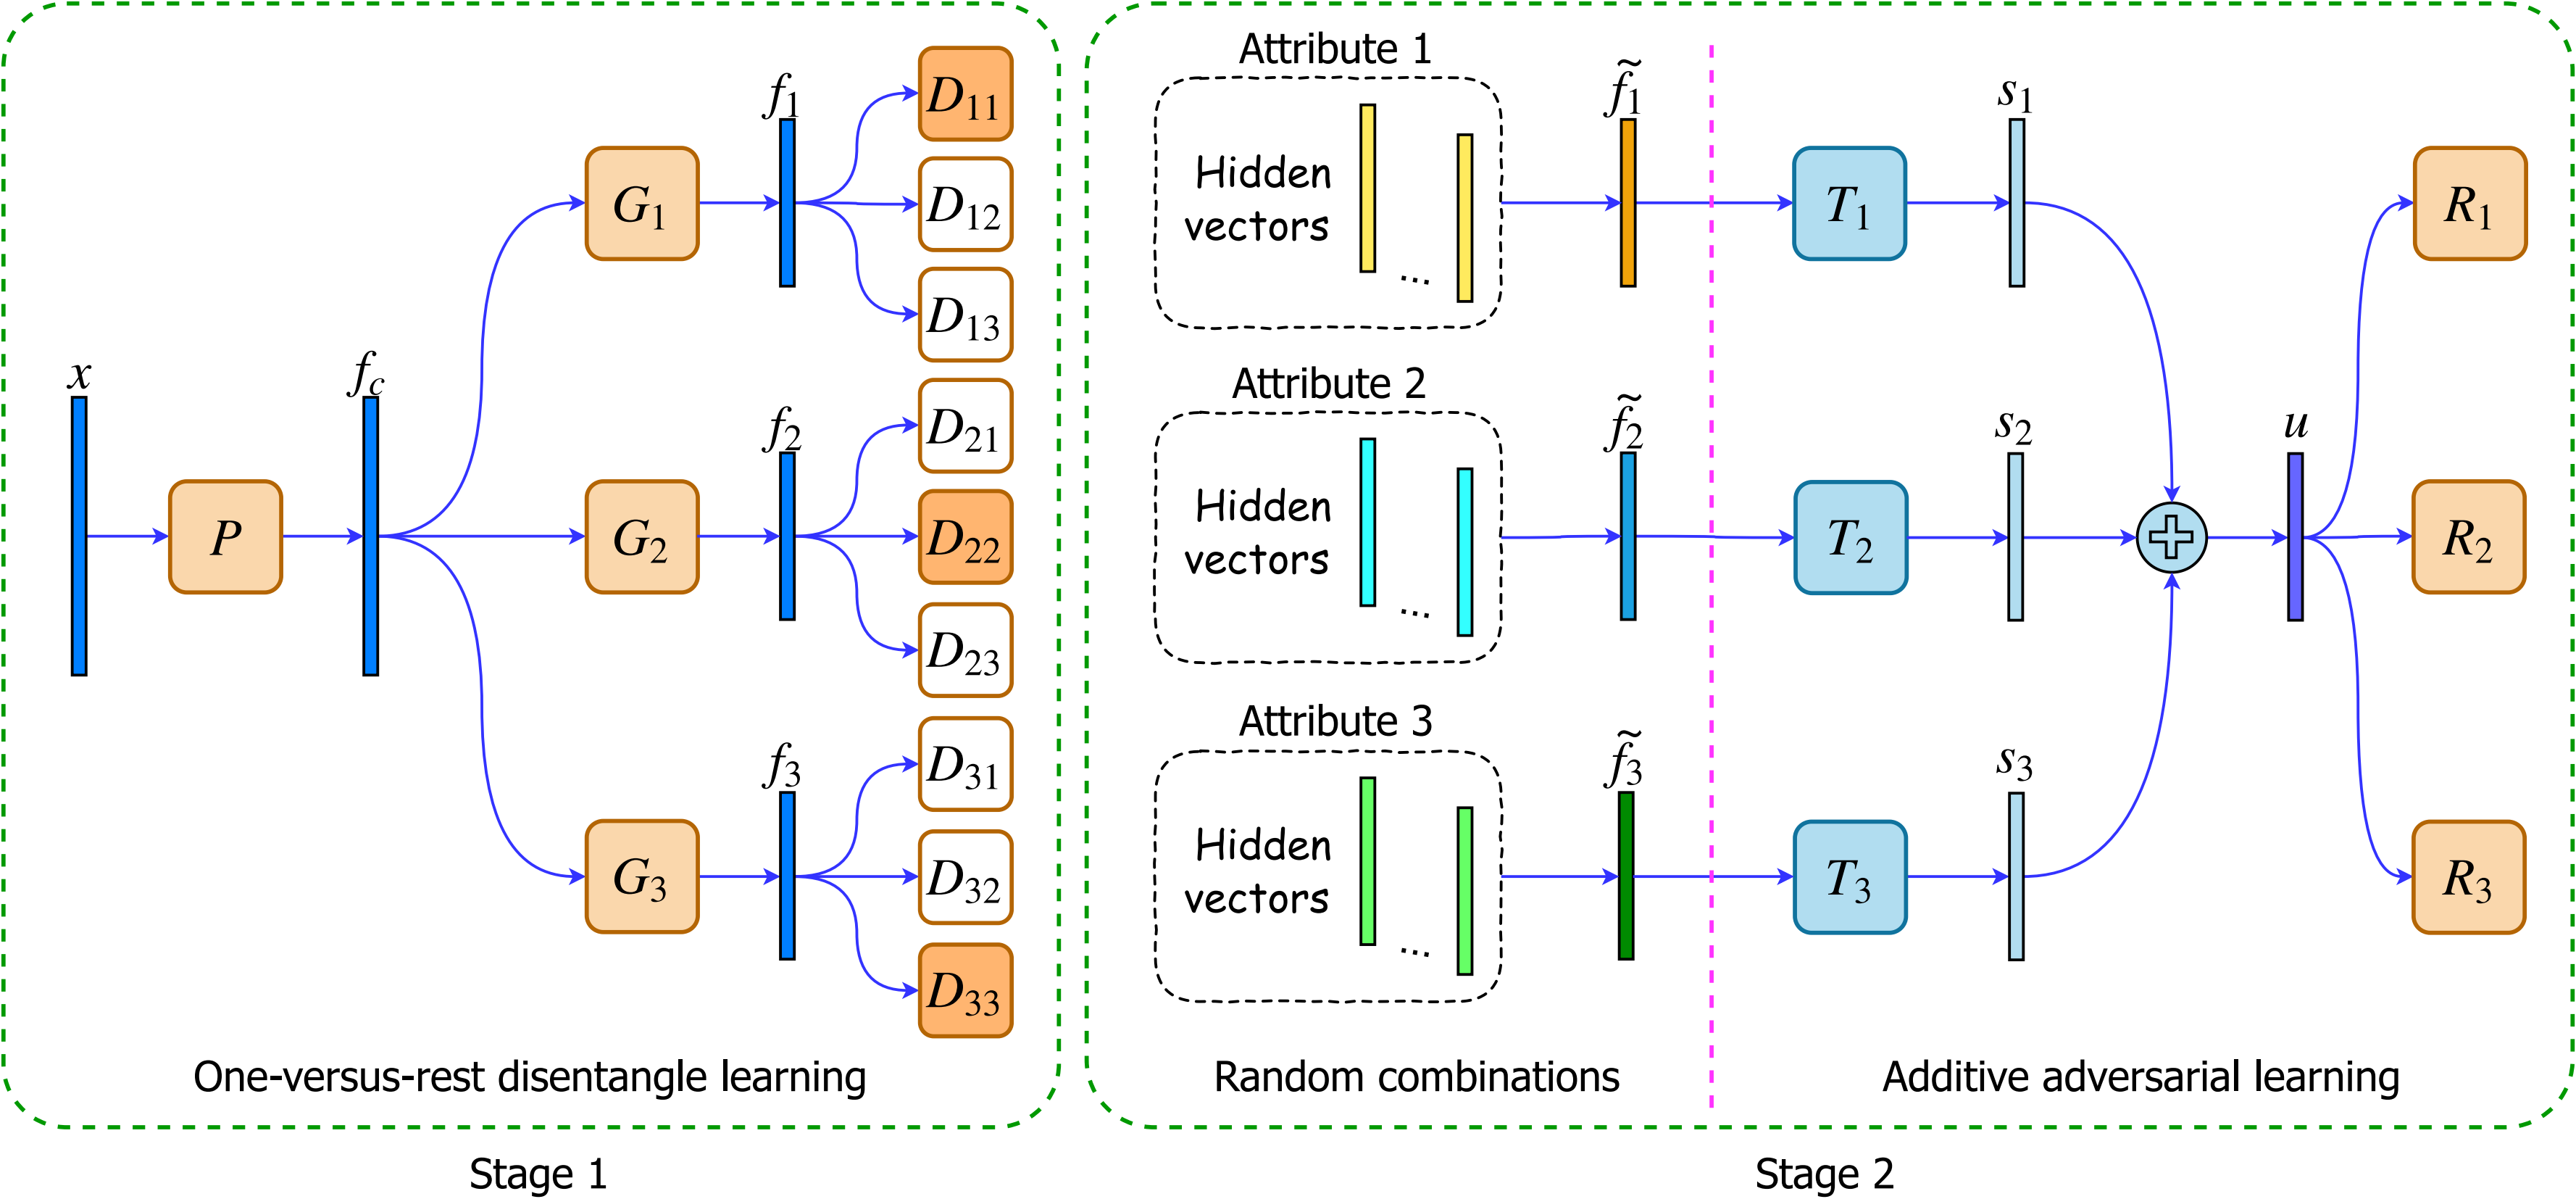 x
P
f_c
G_1
G_2
G_3
f_1
f_2
f_3
D_11
D_12
D_13
D_21
D_22
D_23
D_31
D_32
D_33
One-versus-rest disentangle learning
Stage 1
Attribute 1
Hidden
vectors
...
f̃_1
Attribute 2
Hidden
vectors
...
f̃_2
Attribute 3
Hidden
vectors
...
f̃_3
Random combinations
T_1
T_2
T_3
s_1
s_2
s_3
u
R_1
R_2
R_3
Additive adversarial learning
Stage 2